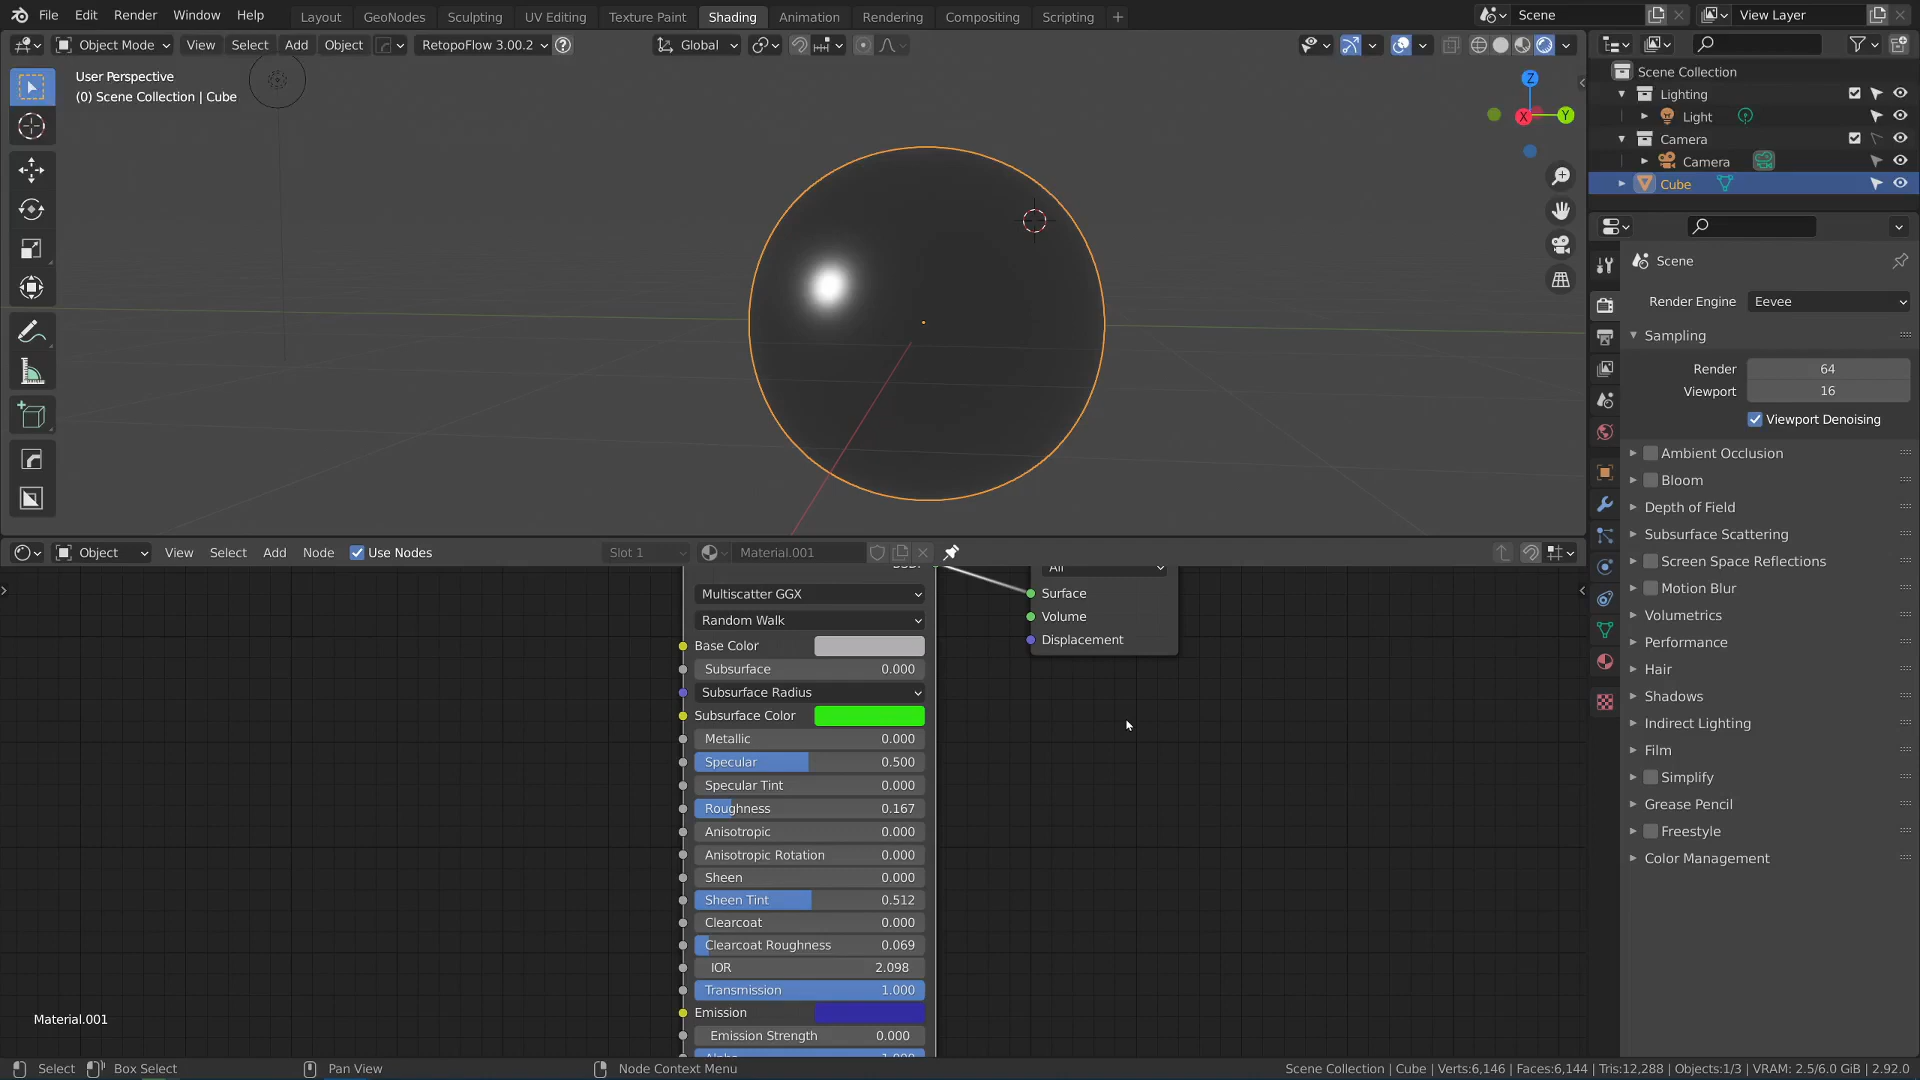 File Edit Render Window Help Layout GeoNodes Sculpting UV Editing Texture Paint Shading Animation Rendering Compositing Scripting + Scene View Layer
Object Mode View Select Add Object RetopoFlow 3.00.2 Global
User Perspective
(0) Scene Collection | Cube
Z
X
Y
Scene Collection
Lighting
Light
Camera
Camera
Cube
Scene
Render Engine Eevee
Sampling
Render 64
Viewport 16
Viewport Denoising
Ambient Occlusion
Bloom
Depth of Field
Subsurface Scattering
Screen Space Reflections
Motion Blur
Volumetrics
Performance
Hair
Shadows
Indirect Lighting
Film
Simplify
Grease Pencil
Freestyle
Color Management
Object View Select Add Node Use Nodes Slot 1 Material.001
BSDF
Multiscatter GGX
Random Walk
Base Color
Subsurface 0.000
Subsurface Radius
Subsurface Color
Metallic 0.000
Specular 0.500
Specular Tint 0.000
Roughness 0.167
Anisotropic 0.000
Anisotropic Rotation 0.000
Sheen 0.000
Sheen Tint 0.512
Clearcoat 0.000
Clearcoat Roughness 0.069
IOR 2.098
Transmission 1.000
Emission
Emission Strength 0.000
Alpha 1.000
All
Surface
Volume
Displacement
Material.001
Select Box Select Pan View Node Context Menu Scene Collection | Cube | Verts:6,146 | Faces:6,144 | Tris:12,288 | Objects:1/3 | VRAM: 2.5/6.0 GiB | 2.92.0